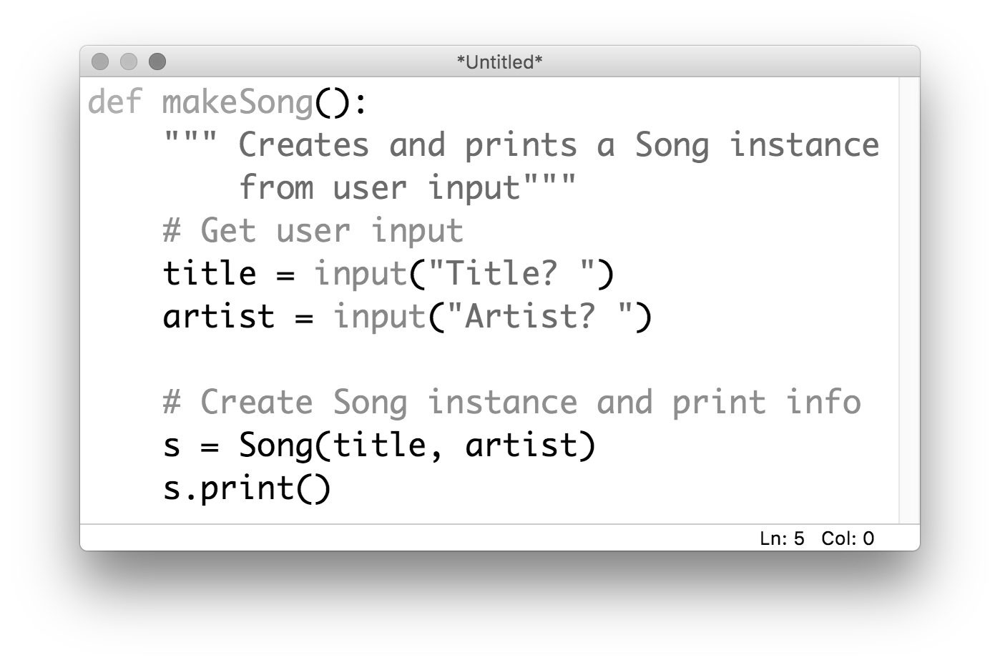 *Untitled*
def makeSong():
    """ Creates and prints a Song instance
        from user input"""
    # Get user input
    title = input("Title? ")
    artist = input("Artist? ")

    # Create Song instance and print info
    s = Song(title, artist)
    s.print()
Ln: 5 Col: 0